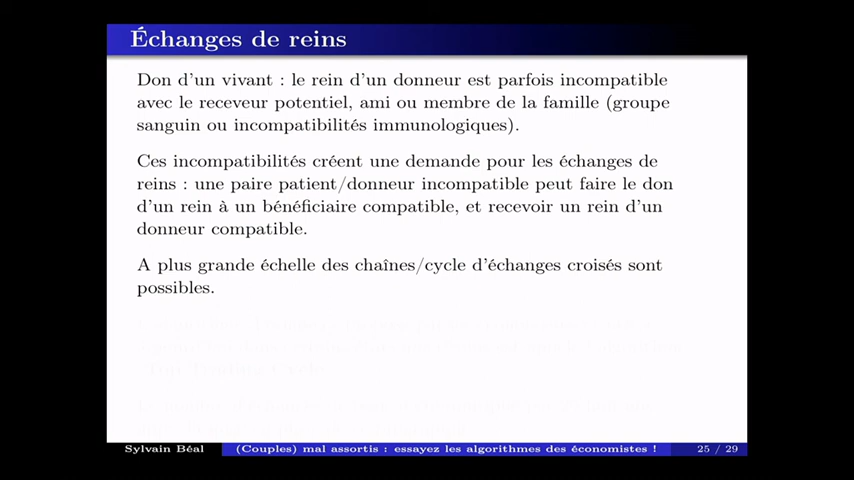 Échanges de reins
Don d'un vivant : le rein d'un donneur est parfois incompatible
avec le receveur potentiel, ami ou membre de la famille (groupe
sanguin ou incompatibilités immunologiques).
Ces incompatibilités créent une demande pour les échanges de
reins : une paire patient/donneur incompatible peut faire le don
d'un rein à un bénéficiaire compatible, et recevoir un rein d'un
donneur compatible.
A plus grande échelle des chaînes/cycle d'échanges croisés sont
possibles.
Sylvain Béal
(Couples) mal assortis : essayez les algorithmes des économistes !
25 / 29